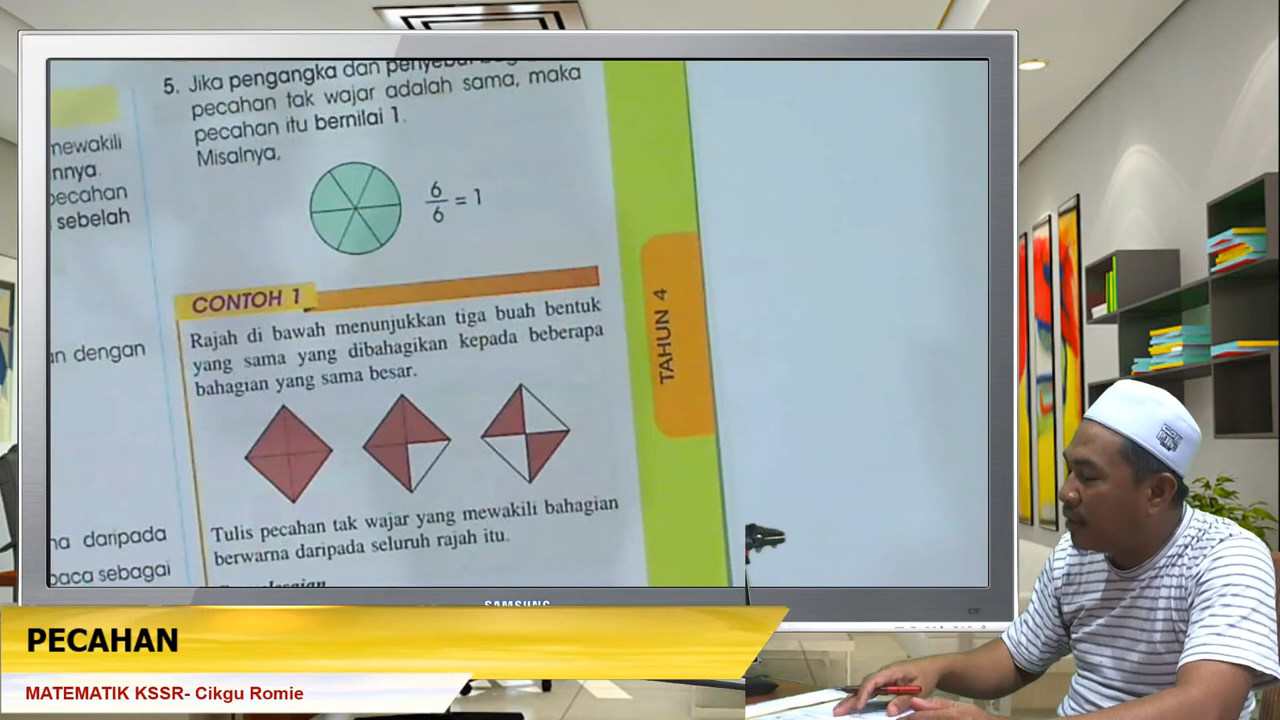 5. Jika pengangka dan
pecahan tak wajar adalah sama, maka
pecahan itu bernilai 1.
Misalnya,
6/6 = 1
newakili
nnya.
pecahan
sebelah
CONTOH 1
Rajah di bawah menunjukkan tiga buah bentuk
yang sama yang dibahagikan kepada beberapa
bahagian yang sama besar.
an dengan
Tulis pecahan tak wajar yang mewakili bahagian
berwarna daripada seluruh rajah itu.
na daripada
baca sebagai
TAHUN 4
SAMSUNG
PECAHAN
MATEMATIK KSSR- Cikgu Romie